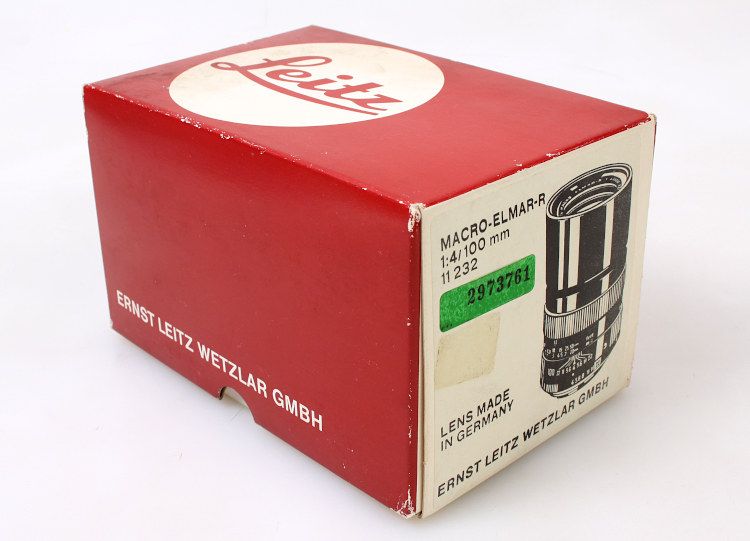 Leitz
ERNST LEITZ WETZLAR GMBH
MACRO-ELMAR-R
1:4/100 mm
11 232
2973761
LENS MADE
IN GERMANY
ERNST LEITZ WETZLAR GMBH